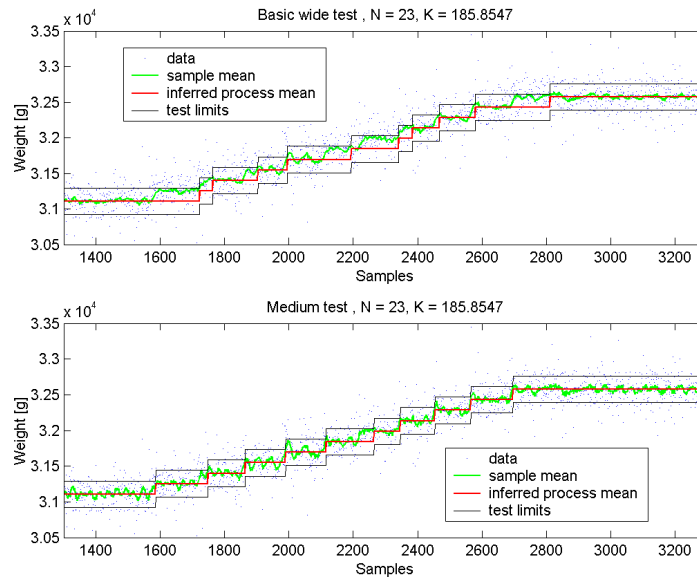 Basic wide test , N = 23, K = 185.8547
x 10⁴
3.35
3.3
3.25
3.2
3.15
3.1
3.05
Weight [g]
data
sample mean
inferred process mean
test limits
1400 1600 1800 2000 2200 2400 2600 2800 3000 3200
Samples
Medium test , N = 23, K = 185.8547
x 10⁴
3.35
3.3
3.25
3.2
3.15
3.1
3.05
Weight [g]
data
sample mean
inferred process mean
test limits
1400 1600 1800 2000 2200 2400 2600 2800 3000 3200
Samples